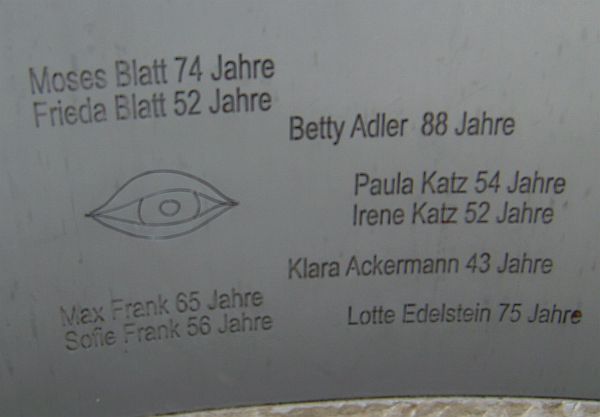 Moses Blatt 74 Jahre
Frieda Blatt 52 Jahre
Betty Adler 88 Jahre
Paula Katz 54 Jahre
Irene Katz 52 Jahre
Klara Ackermann 43 Jahre
Max Frank 65 Jahre
Sofie Frank 56 Jahre
Lotte Edelstein 75 Jahre